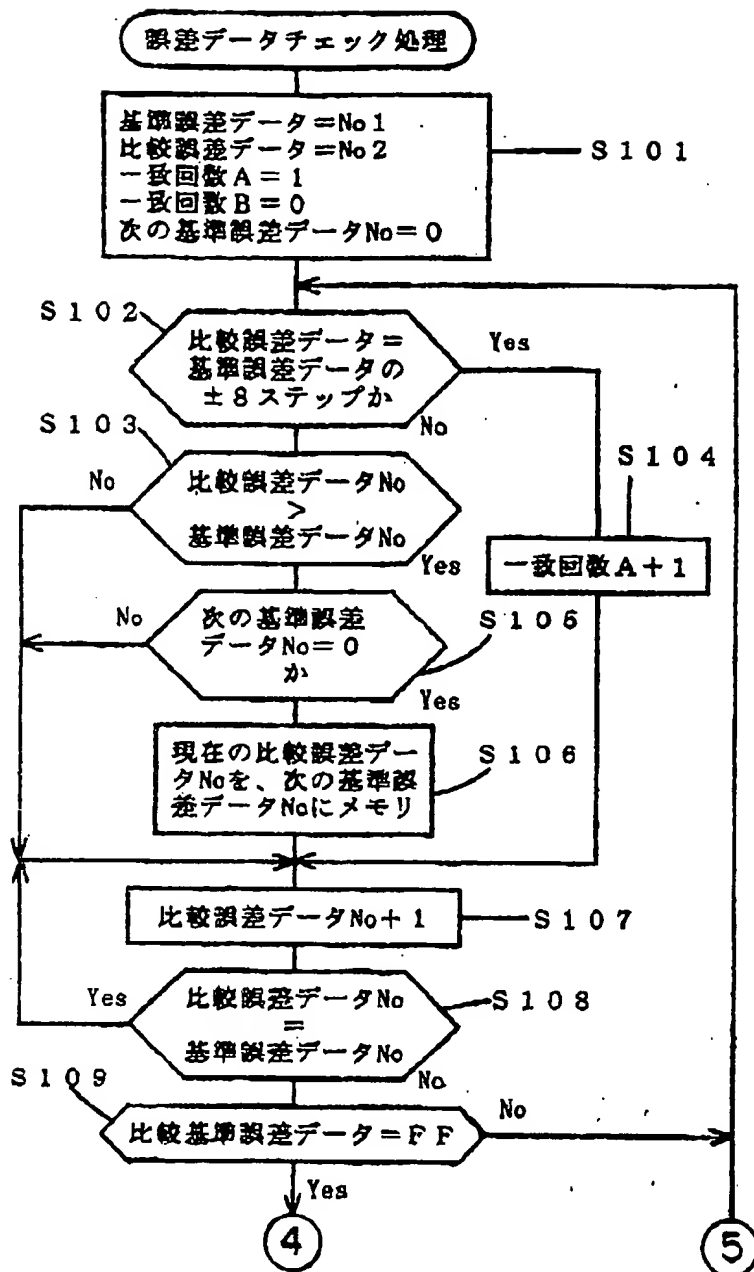 誤差データチェック処理
基準誤差データ=No1
比較誤差データ=No2
一致回数A=1
一致回数B=0
次の基準誤差データNo=0
S101
S102
比較誤差データ=
基準誤差データの
±8ステップか
Yes
No
S103
比較誤差データNo
>
基準誤差データNo
No
Yes
S104
一致回数A+1
次の基準誤差
データNo=0
か
No
Yes
S105
現在の比較誤差デー
タNoを、次の基準誤
差データNoにメモリ
S106
比較誤差データNo+1
S107
比較誤差データNo
=
基準誤差データNo
Yes
No
S108
S109
比較基準誤差データ=FF
No
Yes
4
5